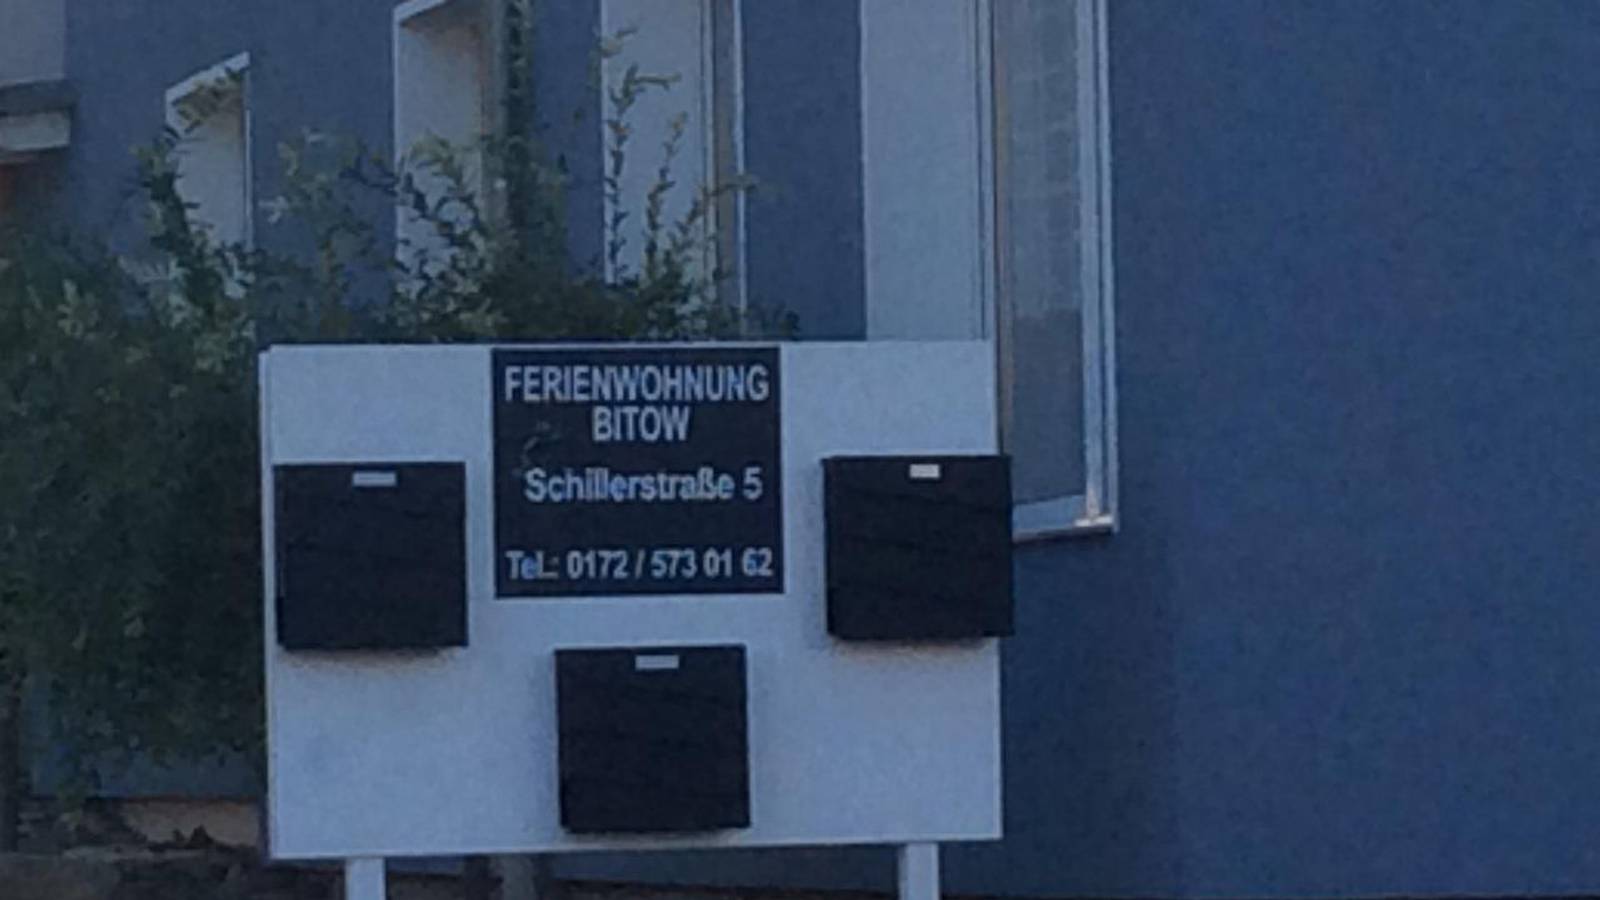 FERIENWOHNUNG
BITOW
Schillerstraße 5
TeL: 0172 / 573 01 62